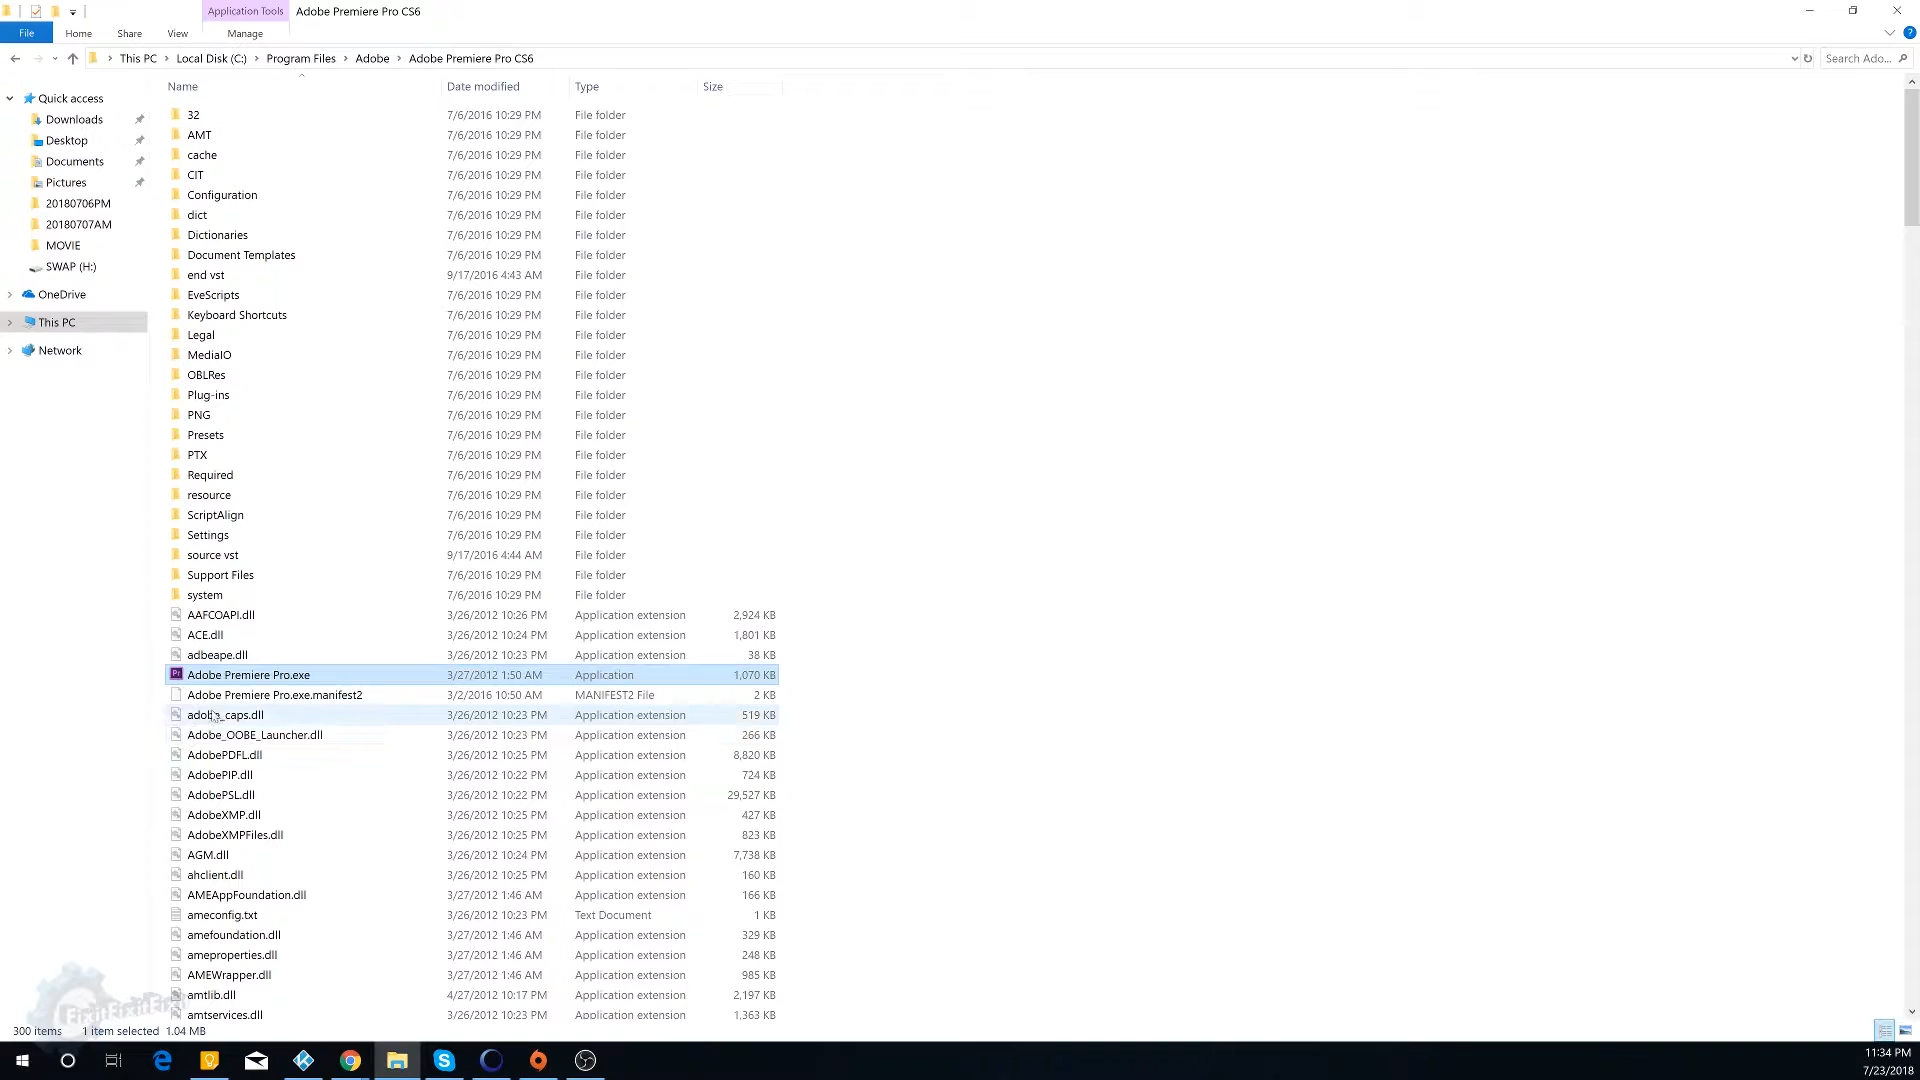 Application Tools Adobe Premiere Pro CS6
File Home Share View Manage
This PC Local Disk (C:) Program Files Adobe Adobe Premiere Pro CS6 Search Ado...
Name Date modified Type Size
Quick access
Downloads
Desktop
Documents
Pictures
20180706PM
20180707AM
MOVIE
SWAP (H:)
OneDrive
This PC
Network
32 7/6/2016 10:29 PM File folder
AMT 7/6/2016 10:29 PM File folder
cache 7/6/2016 10:29 PM File folder
CIT 7/6/2016 10:29 PM File folder
Configuration 7/6/2016 10:29 PM File folder
dict 7/6/2016 10:29 PM File folder
Dictionaries 7/6/2016 10:29 PM File folder
Document Templates 7/6/2016 10:29 PM File folder
end vst 9/17/2016 4:43 AM File folder
EveScripts 7/6/2016 10:29 PM File folder
Keyboard Shortcuts 7/6/2016 10:29 PM File folder
Legal 7/6/2016 10:29 PM File folder
MediaIO 7/6/2016 10:29 PM File folder
OBLRes 7/6/2016 10:29 PM File folder
Plug-ins 7/6/2016 10:29 PM File folder
PNG 7/6/2016 10:29 PM File folder
Presets 7/6/2016 10:29 PM File folder
PTX 7/6/2016 10:29 PM File folder
Required 7/6/2016 10:29 PM File folder
resource 7/6/2016 10:29 PM File folder
ScriptAlign 7/6/2016 10:29 PM File folder
Settings 7/6/2016 10:29 PM File folder
source vst 9/17/2016 4:44 AM File folder
Support Files 7/6/2016 10:29 PM File folder
system 7/6/2016 10:29 PM File folder
AAFCOAPI.dll 3/26/2012 10:26 PM Application extension 2,924 KB
ACE.dll 3/26/2012 10:24 PM Application extension 1,801 KB
adbeape.dll 3/26/2012 10:23 PM Application extension 38 KB
Adobe Premiere Pro.exe 3/27/2012 1:50 AM Application 1,070 KB
Adobe Premiere Pro.exe.manifest2 3/2/2016 10:50 AM MANIFEST2 File 2 KB
adobe_caps.dll 3/26/2012 10:23 PM Application extension 519 KB
Adobe_OOBE_Launcher.dll 3/26/2012 10:23 PM Application extension 266 KB
AdobePDFL.dll 3/26/2012 10:25 PM Application extension 8,820 KB
AdobePIP.dll 3/26/2012 10:22 PM Application extension 724 KB
AdobePSL.dll 3/26/2012 10:22 PM Application extension 29,527 KB
AdobeXMP.dll 3/26/2012 10:25 PM Application extension 427 KB
AdobeXMPFiles.dll 3/26/2012 10:25 PM Application extension 823 KB
AGM.dll 3/26/2012 10:24 PM Application extension 7,738 KB
ahclient.dll 3/26/2012 10:25 PM Application extension 160 KB
AMEAppFoundation.dll 3/27/2012 1:46 AM Application extension 166 KB
ameconfig.txt 3/26/2012 10:23 PM Text Document 1 KB
amefoundation.dll 3/27/2012 1:46 AM Application extension 329 KB
ameproperties.dll 3/27/2012 1:46 AM Application extension 248 KB
AMEWrapper.dll 3/27/2012 1:46 AM Application extension 985 KB
amtlib.dll 4/27/2012 10:17 PM Application extension 2,197 KB
amtservices.dll 3/26/2012 10:23 PM Application extension 1,363 KB
FixitFixitFixit
300 items 1 item selected 1.04 MB
11:34 PM
7/23/2018